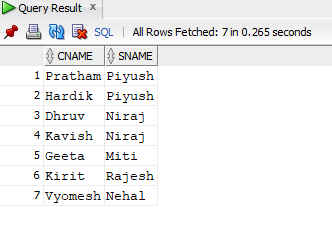 Query Result
SQL | All Rows Fetched: 7 in 0.265 seconds
CNAME SNAME
1 Pratham Piyush
2 Hardik Piyush
3 Dhruv Niraj
4 Kavish Niraj
5 Geeta Miti
6 Kirit Rajesh
7 Vyomesh Nehal